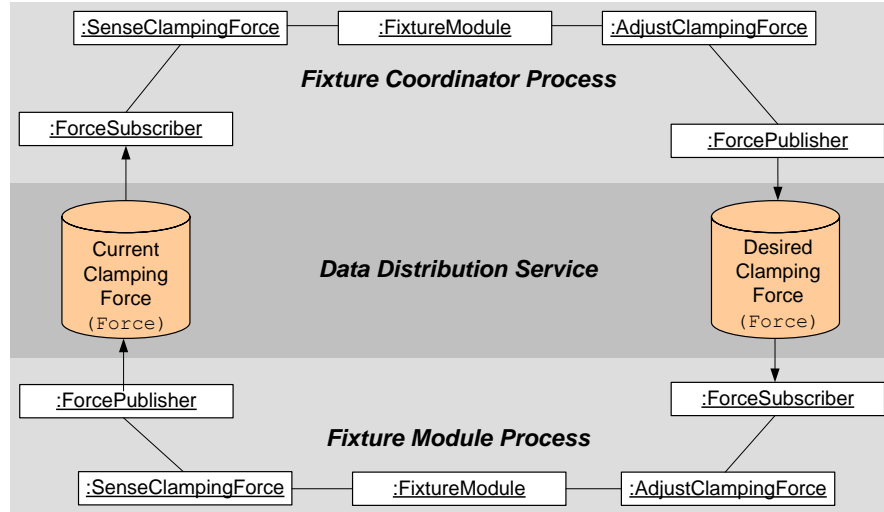 :SenseClampingForce
:FixtureModule
:AdjustClampingForce
Fixture Coordinator Process
:ForceSubscriber
:ForcePublisher
Current
Clamping
Force
(Force)
Data Distribution Service
Desired
Clamping
Force
(Force)
:ForcePublisher
:ForceSubscriber
Fixture Module Process
:SenseClampingForce
:FixtureModule
:AdjustClampingForce